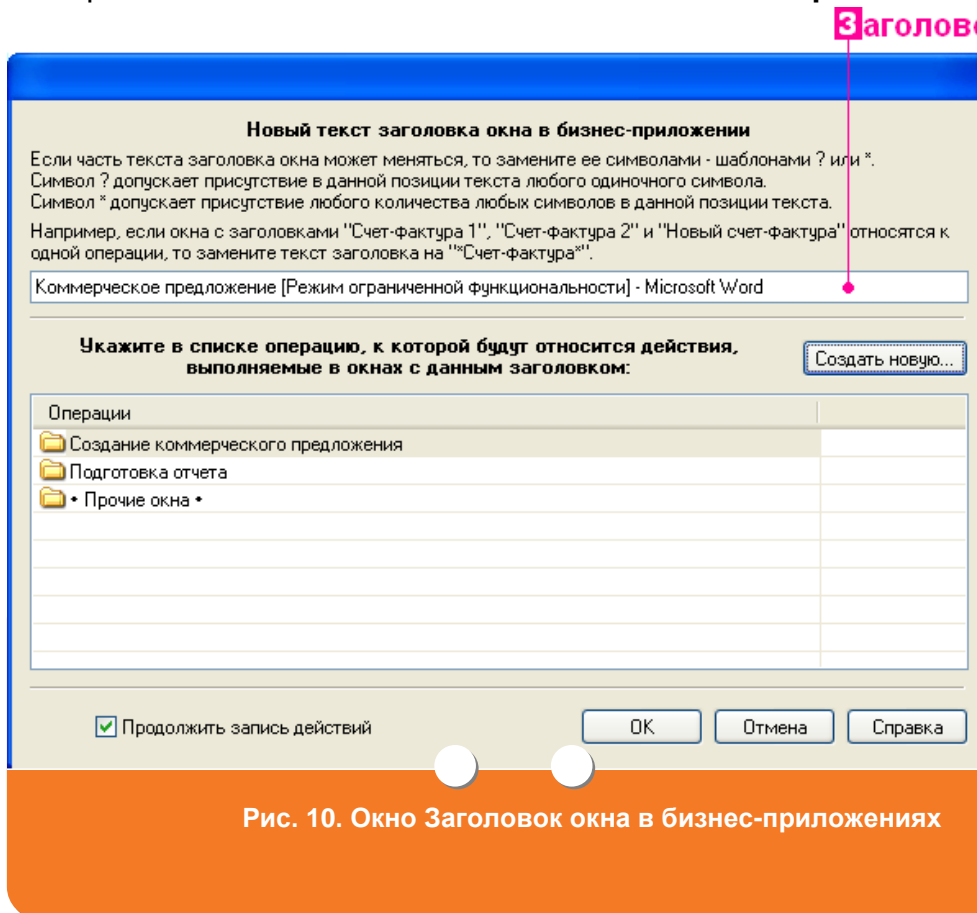 Заголово
Новый текст заголовка окна в бизнес-приложении
Если часть текста заголовка окна может меняться, то замените ее символами - шаблонами ? или *.
Символ ? допускает присутствие в данной позиции текста любого одиночного символа.
Символ * допускает присутствие любого количества любых символов в данной позиции текста.
Например, если окна с заголовками "Счет-фактура 1", "Счет-фактура 2" и "Новый счет-фактура" относятся к
одной операции, то замените текст заголовка на "*Счет-фактура*".
Коммерческое предложение [Режим ограниченной функциональности] - Microsoft Word
Укажите в списке операцию, к которой будут относится действия,
выполняемые в окнах с данным заголовком:
Создать новую...
Операции
Создание коммерческого предложения
Подготовка отчета
• Прочие окна •
Продолжить запись действий
ОК
Отмена
Справка
Рис. 10. Окно Заголовок окна в бизнес-приложениях